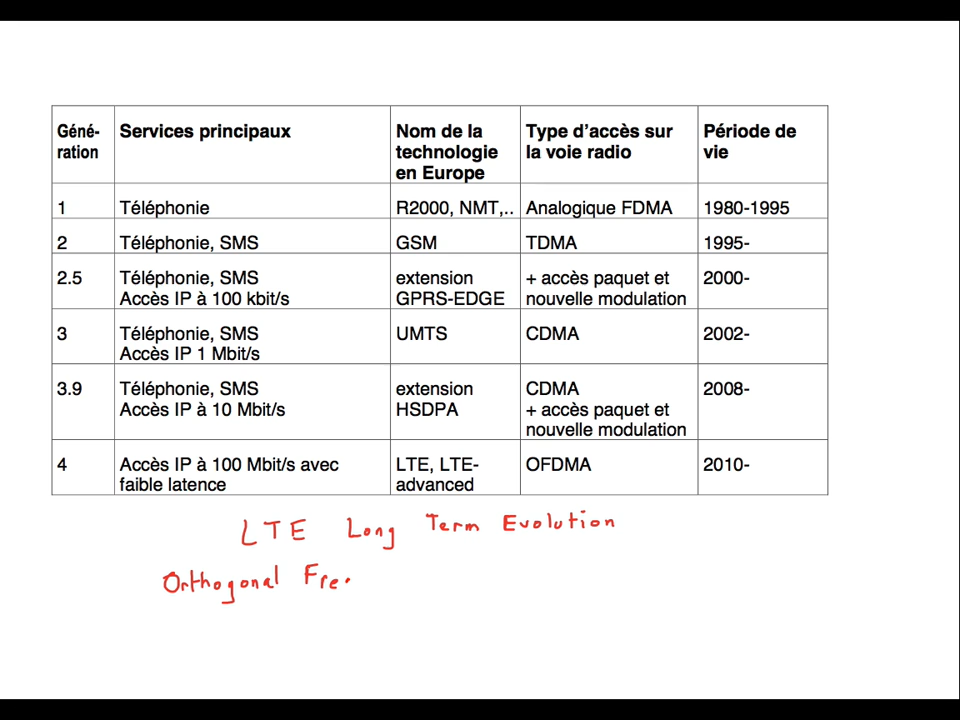 Géné-
ration
Services principaux
Nom de la
technologie
en Europe
Type d'accès sur
la voie radio
Période de
vie
1
Téléphonie
R2000, NMT,..
Analogique FDMA
1980-1995
2
Téléphonie, SMS
GSM
TDMA
1995-
2.5
Téléphonie, SMS
Accès IP à 100 kbit/s
extension
GPRS-EDGE
+ accès paquet et
nouvelle modulation
2000-
3
Téléphonie, SMS
Accès IP 1 Mbit/s
UMTS
CDMA
2002-
3.9
Téléphonie, SMS
Accès IP à 10 Mbit/s
extension
HSDPA
CDMA
+ accès paquet et
nouvelle modulation
2008-
4
Accès IP à 100 Mbit/s avec
faible latence
LTE, LTE-
advanced
OFDMA
2010-
LTE Long Term Evolution
Orthogonal Fre